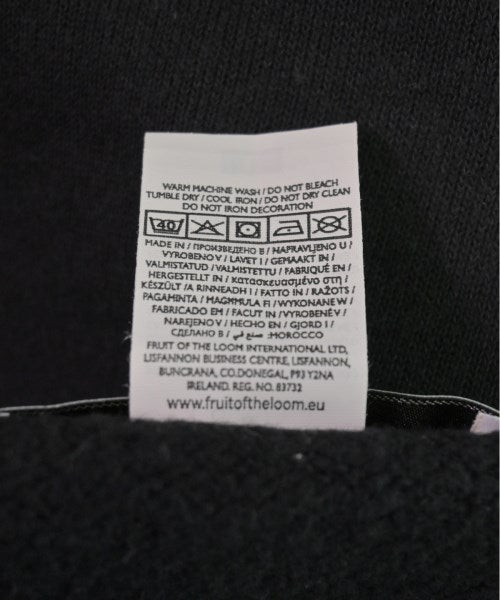 WARM MACHINE WASH / DO NOT BLEACH
TUMBLE DRY / COOL IRON / DO NOT DRY CLEAN
DO NOT IRON DECORATION
40
MADE IN / ПРОИЗВЕДЕНО В / NAPRAVLJENO U /
VYROBENO V / LAVET I / GEMAAKT IN /
VALMISTATUD / VALMISTETTU / FABRIQUÉ EN /
HERGESTELLT IN / κατασκευασμένο στη /
KÉSZÜLT / A RINNEADH I / FATTO IN / RAŽOTS /
PAGAMINTA / MAGĦMULA FI / WYKONANE W /
FABRICADO EM / FACUT IN / VYROBENÉ V /
NAREJENO V / HECHO EN / GJORD I /
СДЕЛАНО В / صنع في :MOROCCO
FRUIT OF THE LOOM INTERNATIONAL LTD,
LISFANNON BUSINESS CENTRE, LISFANNON,
BUNCRANA, CO.DONEGAL, P93 Y2NA
IRELAND. REG. NO. 83732
www.fruitoftheloom.eu